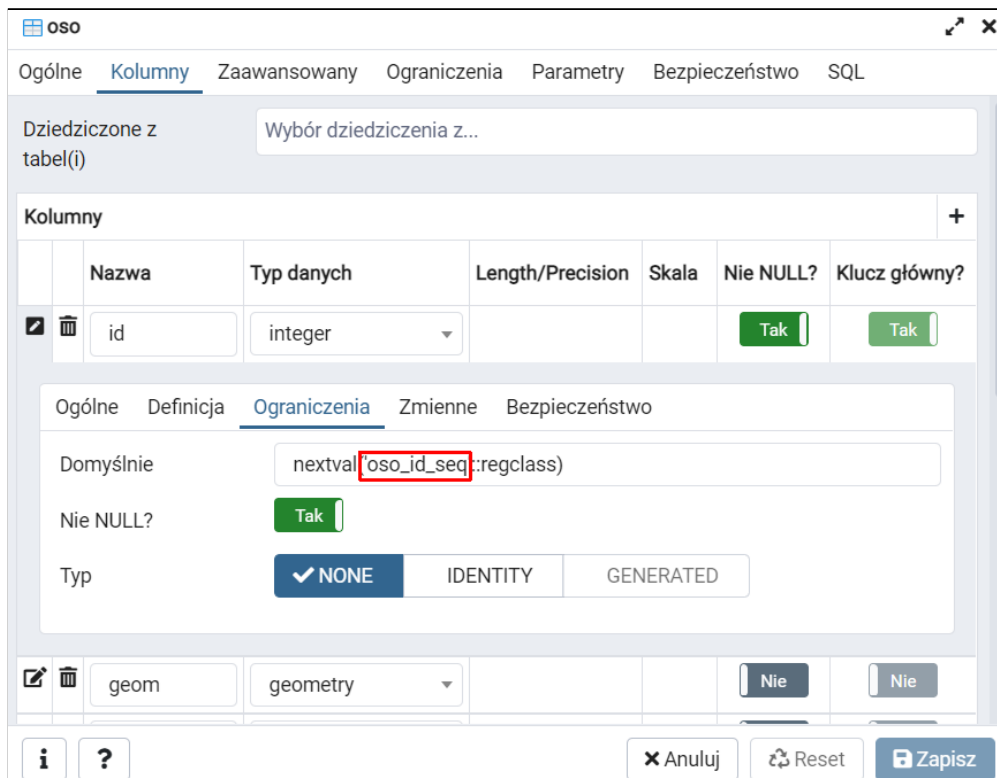 oso
Ogólne Kolumny Zaawansowany Ograniczenia Parametry Bezpieczeństwo SQL
Dziedziczone z
tabel(i)
Wybór dziedziczenia z...
Kolumny +
Nazwa Typ danych Length/Precision Skala Nie NULL? Klucz główny?
id integer Tak Tak
Ogólne Definicja Ograniczenia Zmienne Bezpieczeństwo
Domyślnie nextval('oso_id_seq'::regclass)
Nie NULL? Tak
Typ NONE IDENTITY GENERATED
geom geometry Nie Nie
i ? Anuluj Reset Zapisz